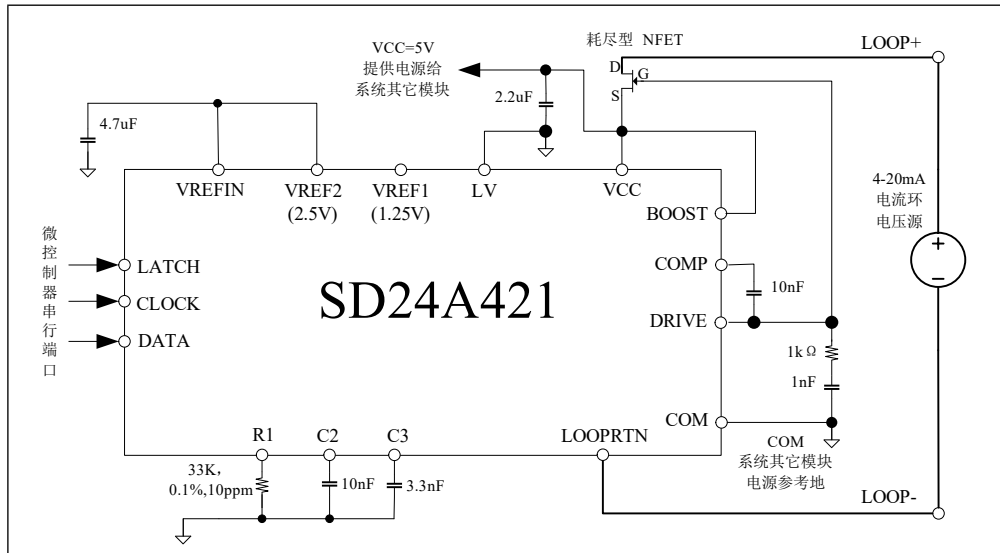 耗尽型 NFET
LOOP+
VCC=5V
提供电源给
系统其它模块
D
G
S
2.2uF
4.7uF
VREFIN
VREF2
(2.5V)
VREF1
(1.25V)
LV
VCC
BOOST
4-20mA
电流环
电压源
微控制器串行端口
LATCH
CLOCK
DATA
SD24A421
COMP
10nF
DRIVE
1kΩ
1nF
COM
R1
C2
C3
LOOPRTN
33K，
0.1%,10ppm
10nF
3.3nF
COM
系统其它模块
电源参考地
LOOP-